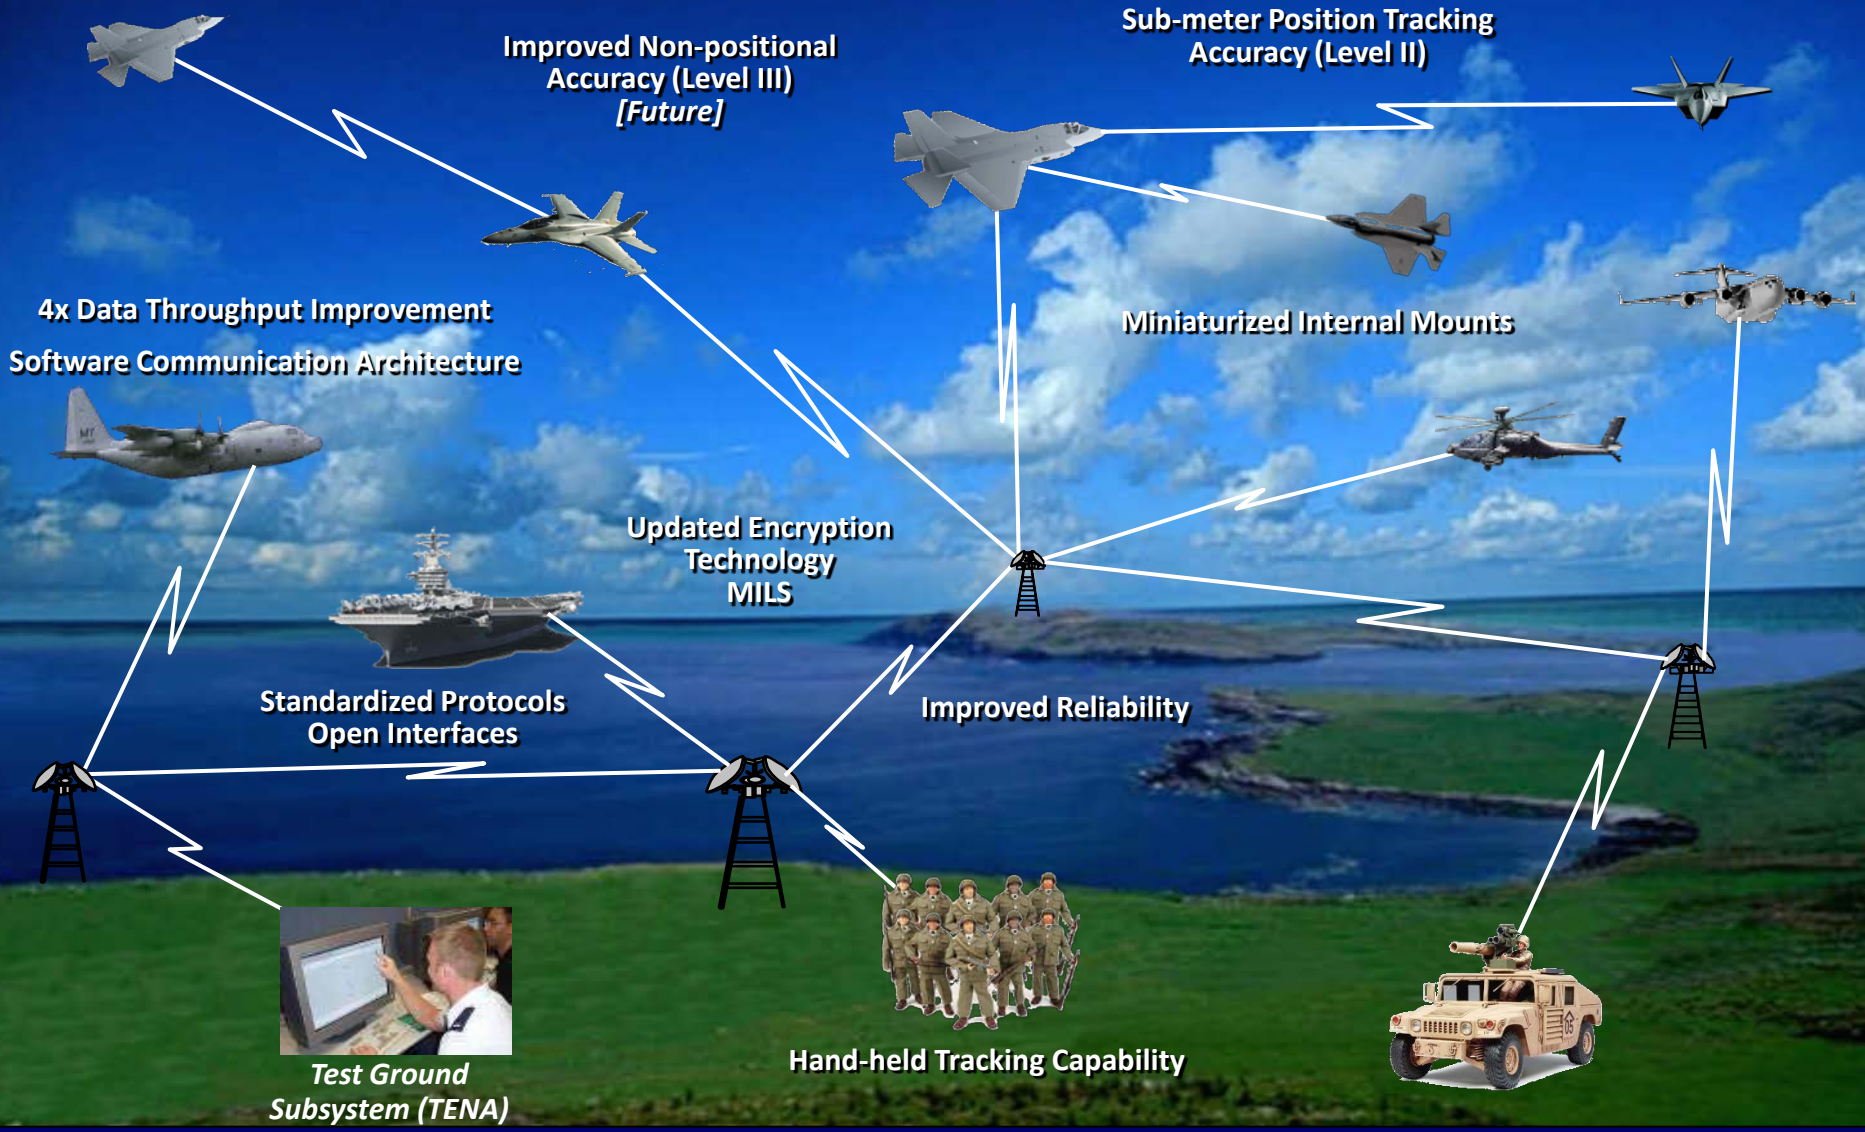 Sub-meter Position Tracking
Accuracy (Level II)
Improved Non-positional
Accuracy (Level III)
[Future]
4x Data Throughput Improvement
Software Communication Architecture
Miniaturized Internal Mounts
MT
Updated Encryption
Technology
MILS
Standardized Protocols
Open Interfaces
Improved Reliability
05
Hand-held Tracking Capability
Test Ground
Subsystem (TENA)